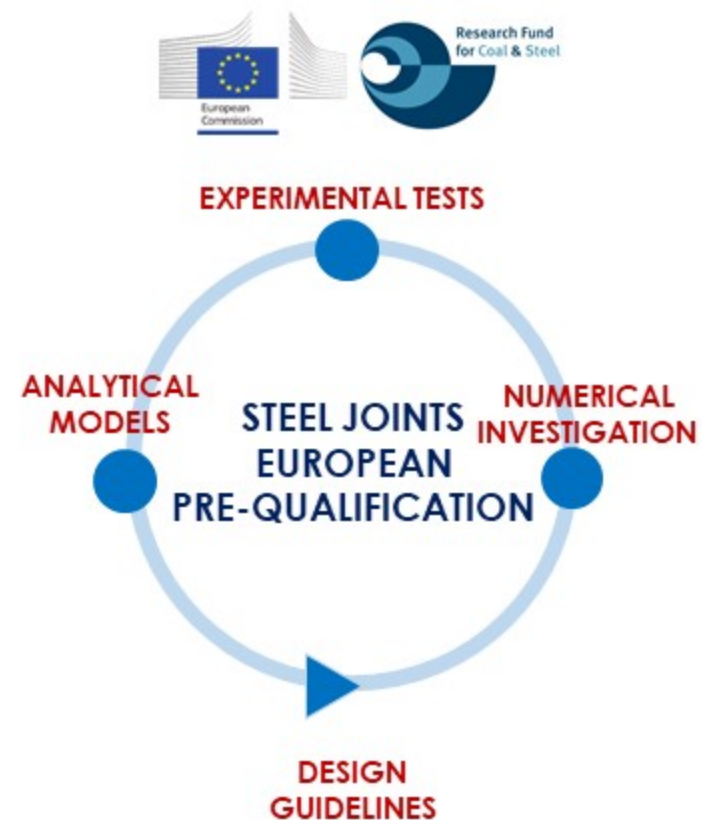 European
Commission
Research Fund
for Coal & Steel
EXPERIMENTAL TESTS
ANALYTICAL
MODELS
NUMERICAL
INVESTIGATION
STEEL JOINTS
EUROPEAN
PRE-QUALIFICATION
DESIGN
GUIDELINES